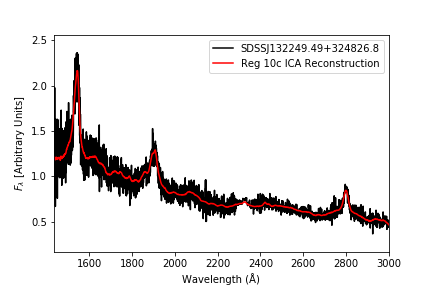 2.5
2.0
1.5
1.0
0.5
F_λ [Arbitrary Units]
SDSSJ132249.49+324826.8
Reg 10c ICA Reconstruction
1600 1800 2000 2200 2400 2600 2800 3000
Wavelength (Å)